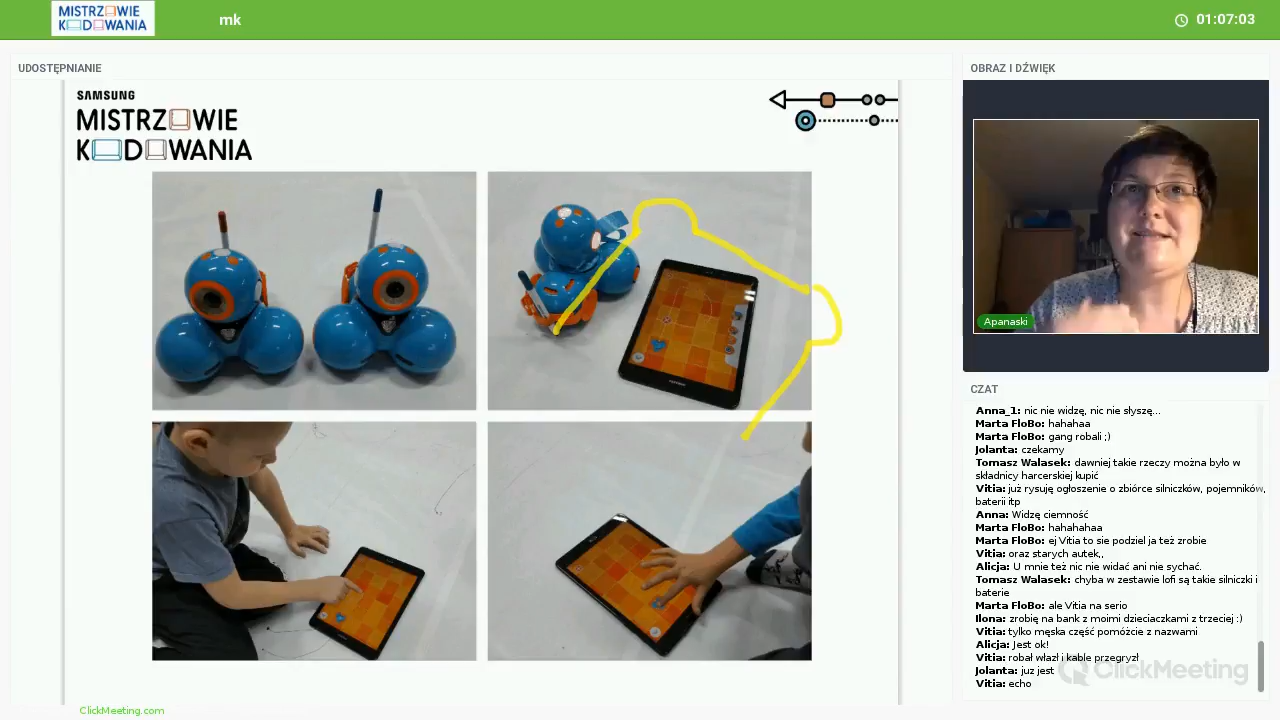 MISTRZOWIE
KODOWANIA
mk
01:07:03
UDOSTĘPNIANIE
SAMSUNG
MISTRZOWIE
KODOWANIA
ClickMeeting.com
OBRAZ I DŹWIĘK
Apanaski
CZAT
Anna_1: nic nie widzę, nic nie słyszę...
Marta FloBo: hahahaa
Marta FloBo: gang robali ;)
Jolanta: czekamy
Tomasz Walasek: dawniej takie rzeczy można było w
składnicy harcerskiej kupić
Vitia: już rysuję ogłoszenie o zbiórce silniczków, pojemników,
baterii itp
Anna: Widzę ciemność
Marta FloBo: hahahahaa
Marta FloBo: ej Vitia to sie podziel ja też zrobie
Vitia: oraz starych autek,,
Alicja: U mnie też nic nie widać ani nie sychać.
Tomasz Walasek: chyba w zestawie lofi są takie silniczki i
baterie
Marta FloBo: ale Vitia na serio
Ilona: zrobię na bank z moimi dzieciaczkami z trzeciej :)
Vitia: tylko męska część pomóżcie z nazwami
Alicja: Jest ok!
Vitia: robał właзł i kable przegryzł
Jolanta: juz jest
Vitia: echo
ClickMeeting